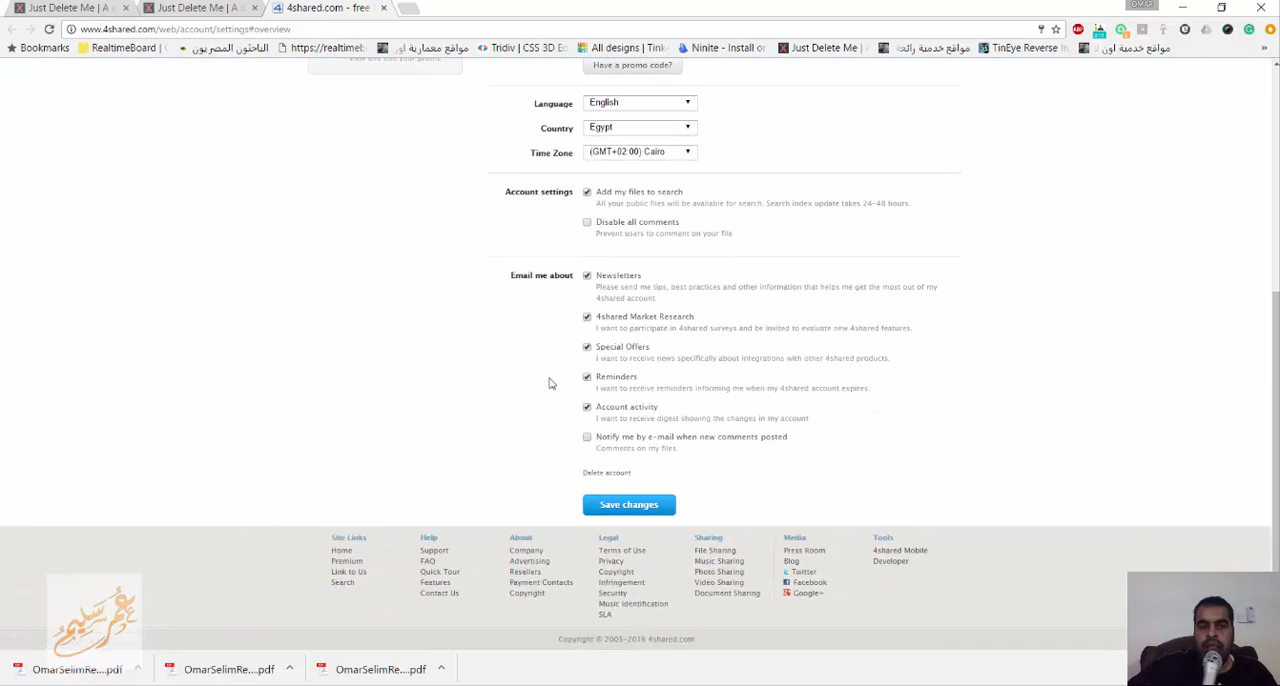 Just Delete Me | A d
Just Delete Me | A d
4shared.com - free
OMAR
www.4shared.com/web/account/settings#overview
Bookmarks
RealtimeBoard |
الباحثون المصريون
https://realtimeb
مواقع معمارية اون
Tridiv | CSS 3D Ed
All designs | Tink
Ninite - Install or
Just Delete Me |
مواقع خدمية رائعة
TinEye Reverse In
مواقع خدمية اون ل
View and edit your profile
Have a promo code?
Language
English
Country
Egypt
Time Zone
(GMT+02:00) Cairo
Account settings
Add my files to search
All your public files will be available for search. Search index update takes 24-48 hours.
Disable all comments
Prevent users to comment on your file
Email me about
Newsletters
Please send me tips, best practices and other information that helps me get the most out of my
4shared account
4shared Market Research
I want to participate in 4shared surveys and be invited to evaluate new 4shared features.
Special Offers
I want to receive news specifically about integrations with other 4shared products.
Reminders
I want to receive reminders informing me when my 4shared account expires.
Account activity
I want to receive digest showing the changes in my account
Notify me by e-mail when new comments posted
Comments on my files
Delete account
Save changes
Site Links
Home
Premium
Link to Us
Search
Help
Support
FAQ
Quick Tour
Features
Contact Us
About
Company
Advertising
Resellers
Payment Contacts
Copyright
Legal
Terms of Use
Privacy
Copyright
Infringement
Security
Music Identification
SLA
Sharing
File Sharing
Music Sharing
Photo Sharing
Video Sharing
Document Sharing
Media
Press Room
Blog
Twitter
Facebook
Google+
Tools
4shared Mobile
Developer
عمر سليم
Copyright © 2005-2016 4shared.com
OmarSelimRe....pdf
OmarSelimRe....pdf
OmarSelimRe....pdf